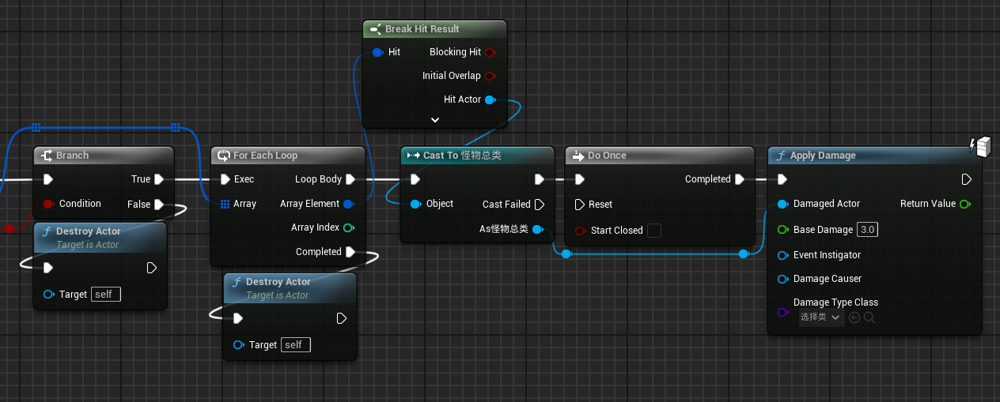 Break Hit Result
Hit
Blocking Hit
Initial Overlap
Hit Actor
Branch
True
Condition
False
Destroy Actor
Target is Actor
Target self
For Each Loop
Exec
Loop Body
Array
Array Element
Array Index
Completed
Destroy Actor
Target is Actor
Target self
Cast To 怪物总类
Object
Cast Failed
As怪物总类
Do Once
Completed
Reset
Start Closed
Apply Damage
Damaged Actor
Return Value
Base Damage 3.0
Event Instigator
Damage Causer
Damage Type Class
选择类